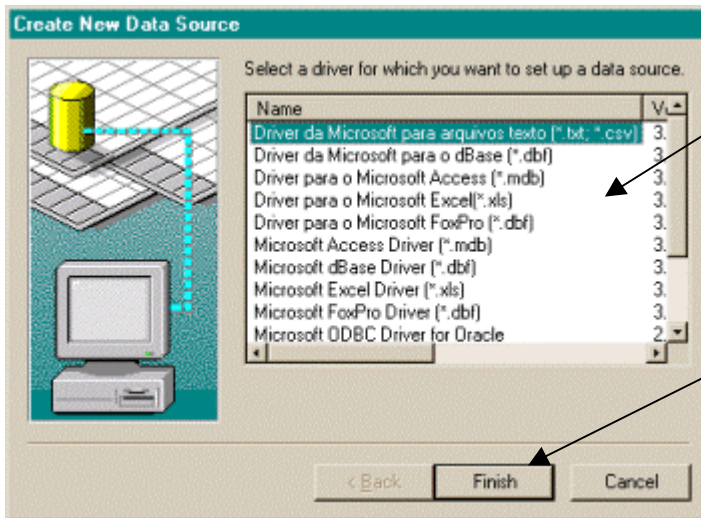 Create New Data Source
Select a driver for which you want to set up a data source.
Name
Driver da Microsoft para arquivos texto (*.txt; *.csv) 3.
Driver da Microsoft para o dBase (*.dbf) 3.
Driver para o Microsoft Access (*.mdb) 3.
Driver para o Microsoft Excel(*.xls) 3.
Driver para o Microsoft FoxPro (*.dbf) 3.
Microsoft Access Driver (*.mdb) 3.
Microsoft dBase Driver (*.dbf) 3.
Microsoft Excel Driver (*.xls) 3.
Microsoft FoxPro Driver (*.dbf) 3.
Microsoft ODBC Driver for Oracle 2.
< Back Finish Cancel